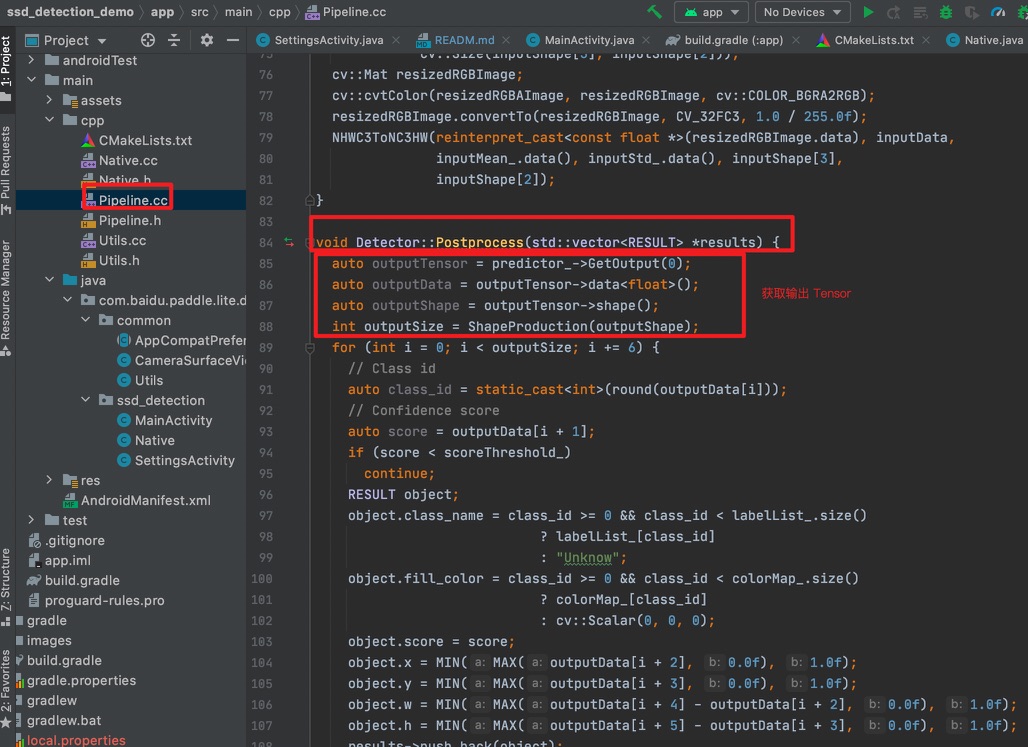 ssd_detection_demo app src main cpp Pipeline.cc app No Devices
Project SettingsActivity.java READM.md MainActivity.java build.gradle (:app) CMakeLists.txt Native.java
1: Project
Pull Requests
Resource Manager
Z: Structure
2: Favorites
androidTest
main
assets
cpp
CMakeLists.txt
Native.cc
Native.h
Pipeline.cc
Pipeline.h
Utils.cc
Utils.h
java
com.baidu.paddle.lite.d
common
AppCompatPrefer
CameraSurfaceVi
Utils
ssd_detection
MainActivity
Native
SettingsActivity
res
AndroidManifest.xml
test
.gitignore
app.iml
build.gradle
proguard-rules.pro
gradle
images
build.gradle
gradle.properties
gradlew
gradlew.bat
local.properties
75 cv::Size(inputShape[3], inputShape[2]));
76 cv::Mat resizedRGBImage;
77 cv::cvtColor(resizedRGBAImage, resizedRGBImage, cv::COLOR_BGRA2RGB);
78 resizedRGBImage.convertTo(resizedRGBImage, CV_32FC3, 1.0 / 255.0f);
79 NHWC3ToNC3HW(reinterpret_cast<const float *>(resizedRGBImage.data), inputData,
80 inputMean_.data(), inputStd_.data(), inputShape[3],
81 inputShape[2]);
82 }
83
84 void Detector::Postprocess(std::vector<RESULT> *results) {
85 auto outputTensor = predictor_->GetOutput(0);
86 auto outputData = outputTensor->data<float>();
87 auto outputShape = outputTensor->shape();
88 int outputSize = ShapeProduction(outputShape);
获取输出 Tensor
89 for (int i = 0; i < outputSize; i += 6) {
90 // Class id
91 auto class_id = static_cast<int>(round(outputData[i]));
92 // Confidence score
93 auto score = outputData[i + 1];
94 if (score < scoreThreshold_)
95 continue;
96 RESULT object;
97 object.class_name = class_id >= 0 && class_id < labelList_.size()
98 ? labelList_[class_id]
99 : "Unknow";
100 object.fill_color = class_id >= 0 && class_id < colorMap_.size()
101 ? colorMap_[class_id]
102 : cv::Scalar(0, 0, 0);
103 object.score = score;
104 object.x = MIN( a: MAX( a: outputData[i + 2], b: 0.0f), b: 1.0f);
105 object.y = MIN( a: MAX( a: outputData[i + 3], b: 0.0f), b: 1.0f);
106 object.w = MIN( a: MAX( a: outputData[i + 4] - outputData[i + 2], b: 0.0f), b: 1.0f);
107 object.h = MIN( a: MAX( a: outputData[i + 5] - outputData[i + 3], b: 0.0f), b: 1.0f);
108 results->push_back(object);